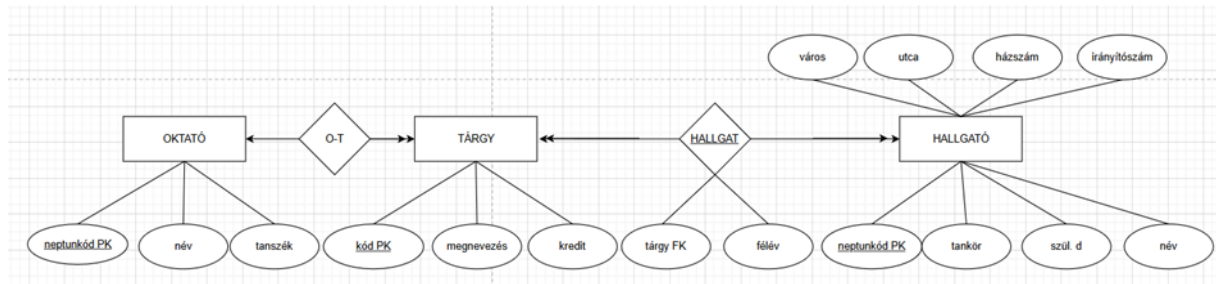 város
utca
házszám
irányítószám
OKTATÓ
O-T
TÁRGY
HALLGAT
HALLGATÓ
neptunkód PK
név
tanszék
kód PK
megnevezés
kredit
tárgy FK
félév
neptunkód PK
tankör
szül. d
név